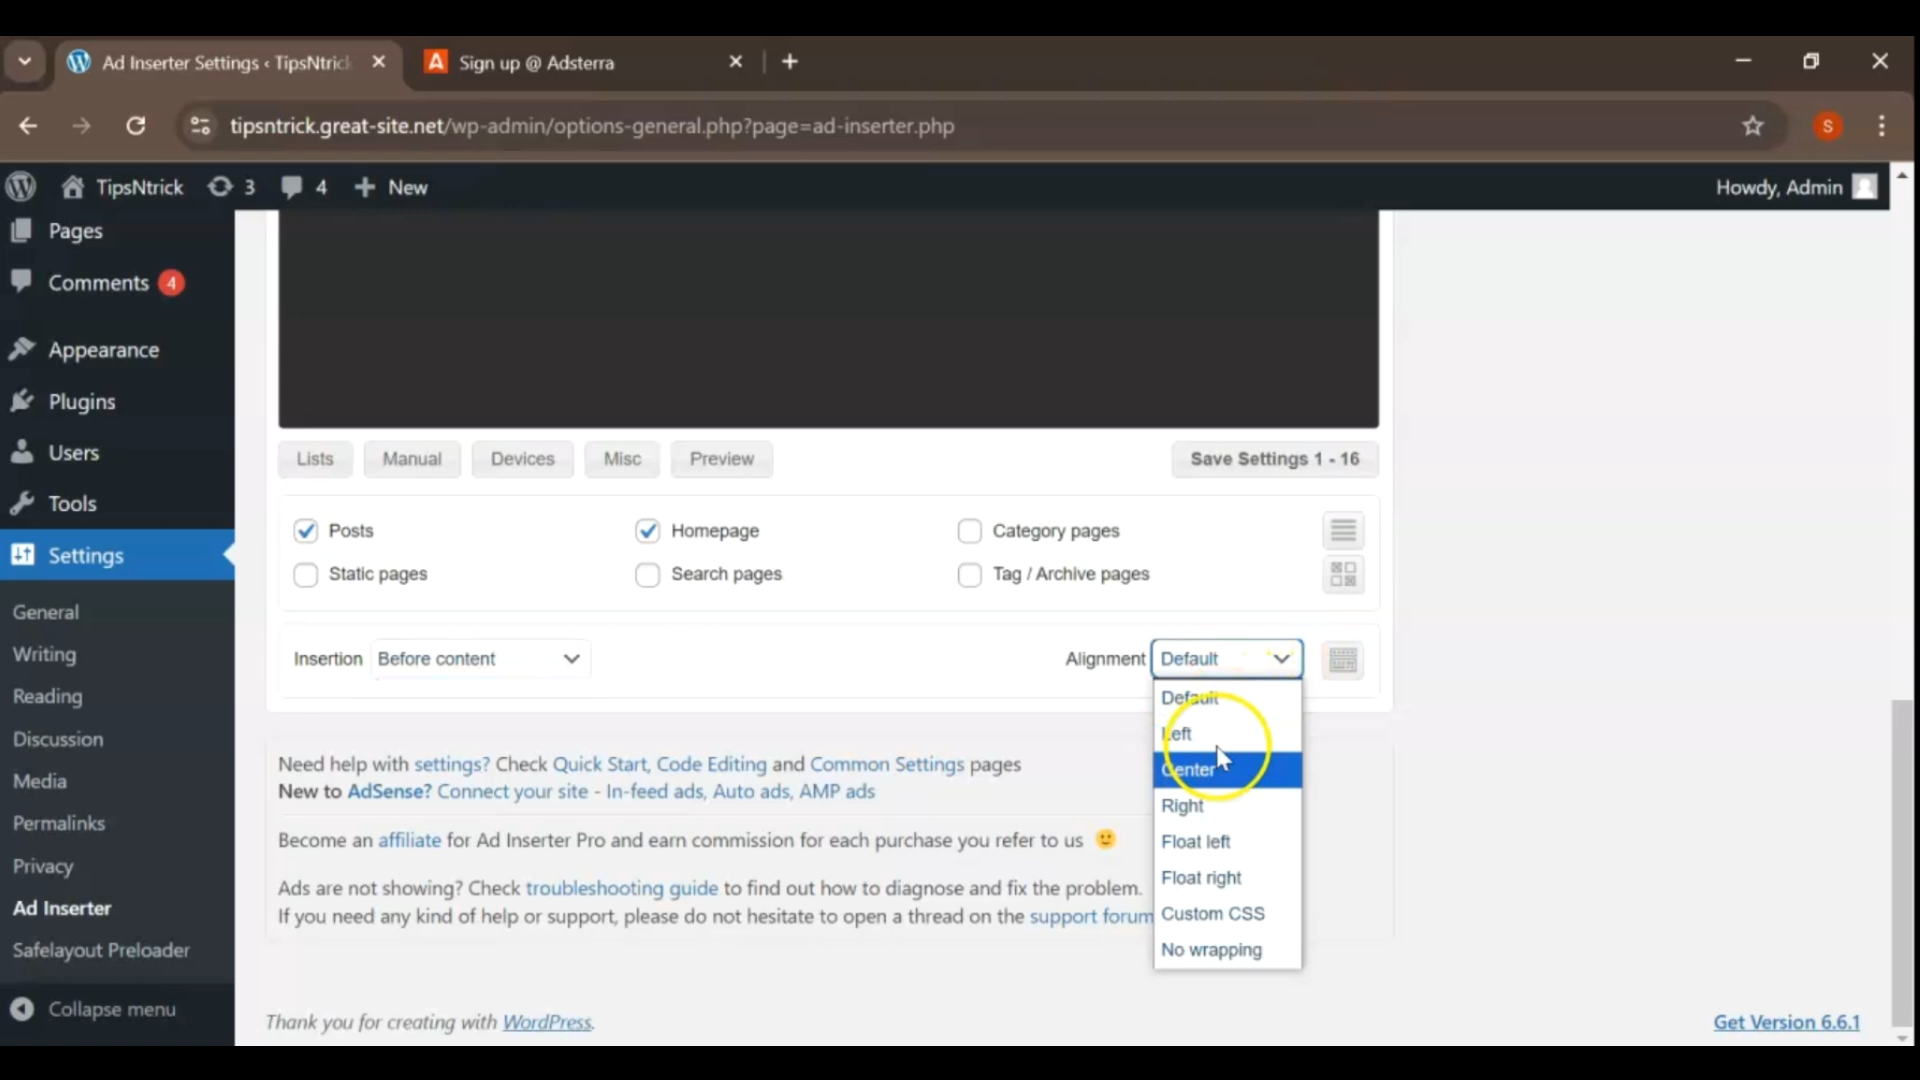 Ad Inserter Settings ‹ TipsNtrick
Sign up @ Adsterra
tipsntrick.great-site.net/wp-admin/options-general.php?page=ad-inserter.php
S
TipsNtrick 3 4 New
Howdy, Admin
Pages
Comments 4
Appearance
Plugins
Users
Tools
Settings
General
Writing
Reading
Discussion
Media
Permalinks
Privacy
Ad Inserter
Safelayout Preloader
Collapse menu
Lists Manual Devices Misc Preview Save Settings 1 - 16
Posts Homepage Category pages
Static pages Search pages Tag / Archive pages
Insertion Before content Alignment Default
Default
Left
Center
Right
Float left
Float right
Custom CSS
No wrapping
Need help with settings? Check Quick Start, Code Editing and Common Settings pages
New to AdSense? Connect your site - In-feed ads, Auto ads, AMP ads
Become an affiliate for Ad Inserter Pro and earn commission for each purchase you refer to us 🙂
Ads are not showing? Check troubleshooting guide to find out how to diagnose and fix the problem.
If you need any kind of help or support, please do not hesitate to open a thread on the support forum
Thank you for creating with WordPress.
Get Version 6.6.1